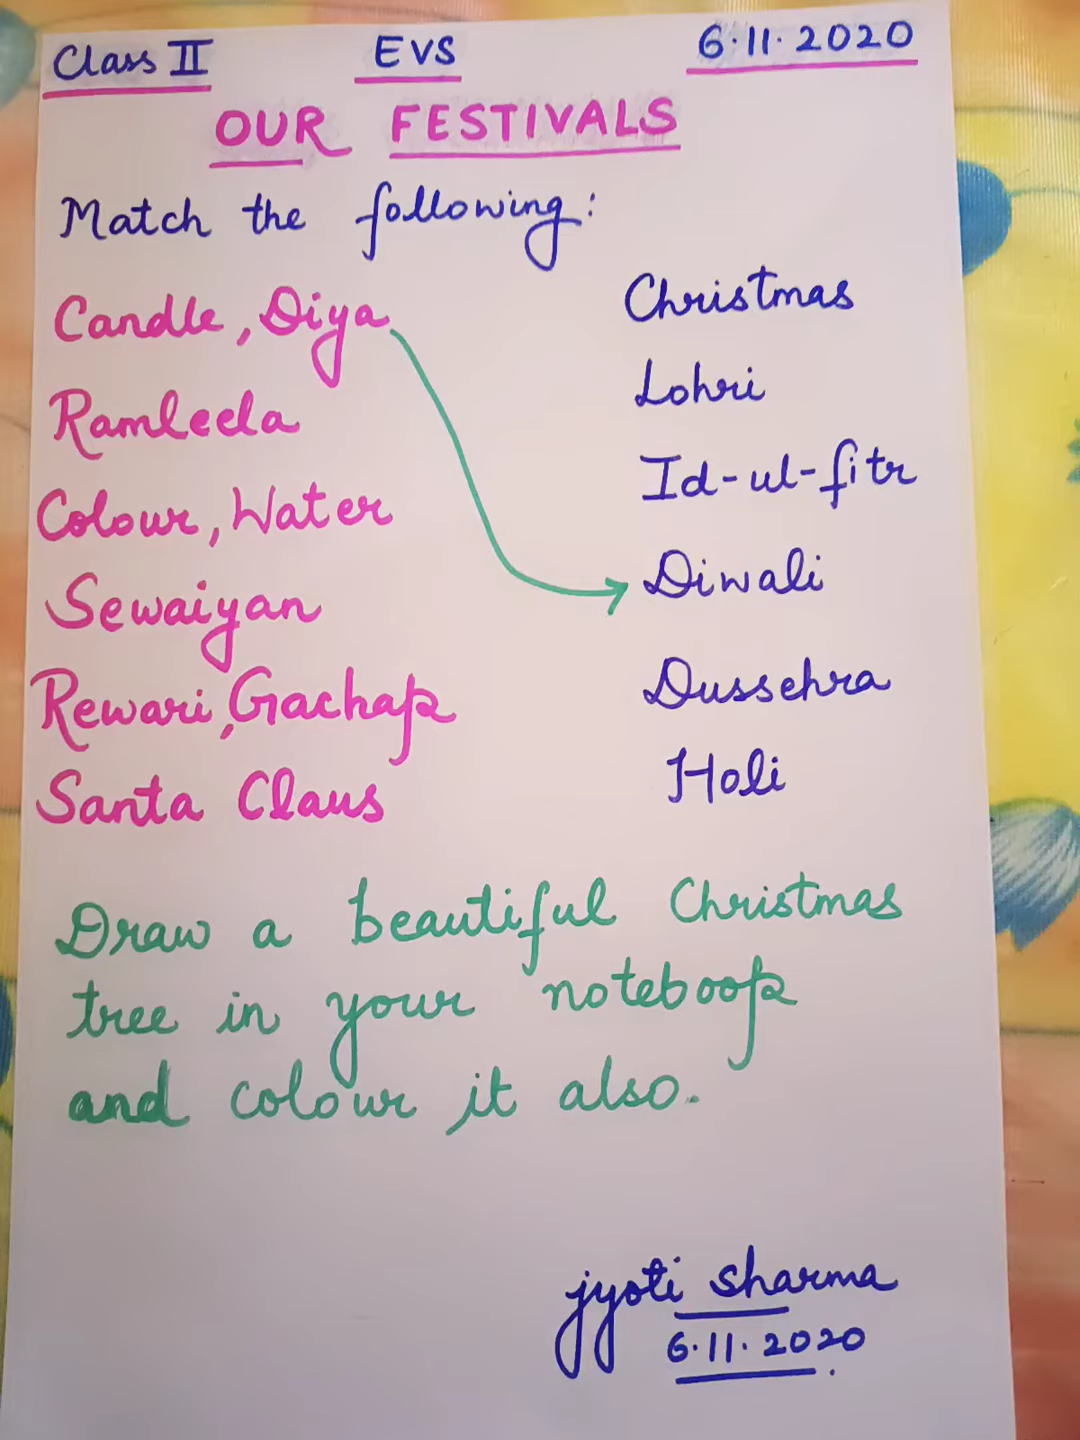 Class II EVS 6.11.2020
OUR FESTIVALS
Match the following:
Candle, Diya Christmas
Ramleela Lohri
Colour, Water Id-ul-fitr
Sewaiyan Diwali
Rewari, Gachak Dussehra
Santa Claus Holi
Draw a beautiful Christmas
tree in your notebook
and colour it also.
jyoti sharma
6.11.2020